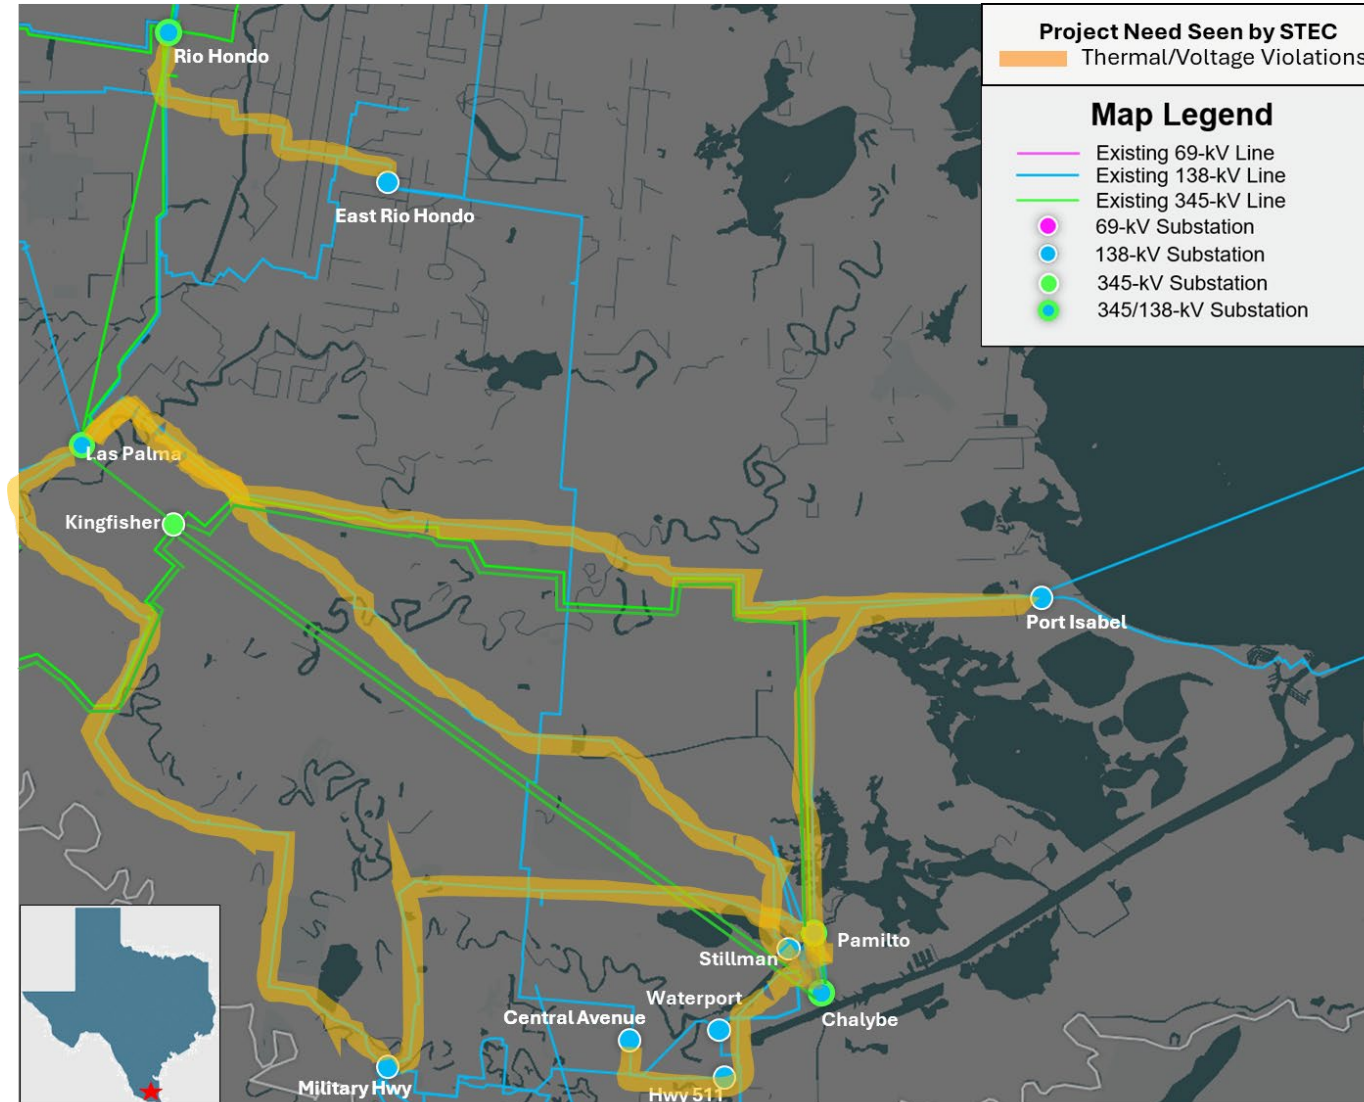 Project Need Seen by STEC
Thermal/Voltage Violations
Map Legend
Existing 69-kV Line
Existing 138-kV Line
Existing 345-kV Line
69-kV Substation
138-kV Substation
345-kV Substation
345/138-kV Substation
Rio Hondo
East Rio Hondo
Las Palma
Kingfisher
Port Isabel
Pamilto
Stillman
Waterport
Central Avenue
Chalybe
Military Hwy
Hwy 511